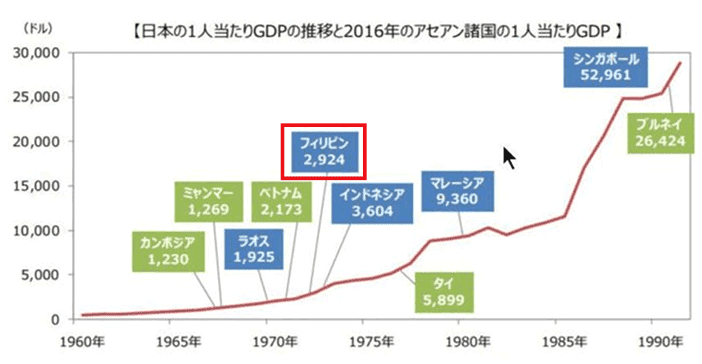 (ドル)
【日本の1人当たりGDPの推移と2016年のアセアン諸国の1人当たりGDP 】
30,000
25,000
20,000
15,000
10,000
5,000
0
シンガポール
52,961
ブルネイ
26,424
フィリピン
2,924
ミャンマー
1,269
ベトナム
2,173
インドネシア
3,604
マレーシア
9,360
カンボジア
1,230
ラオス
1,925
タイ
5,899
1960年 1965年 1970年 1975年 1980年 1985年 1990年